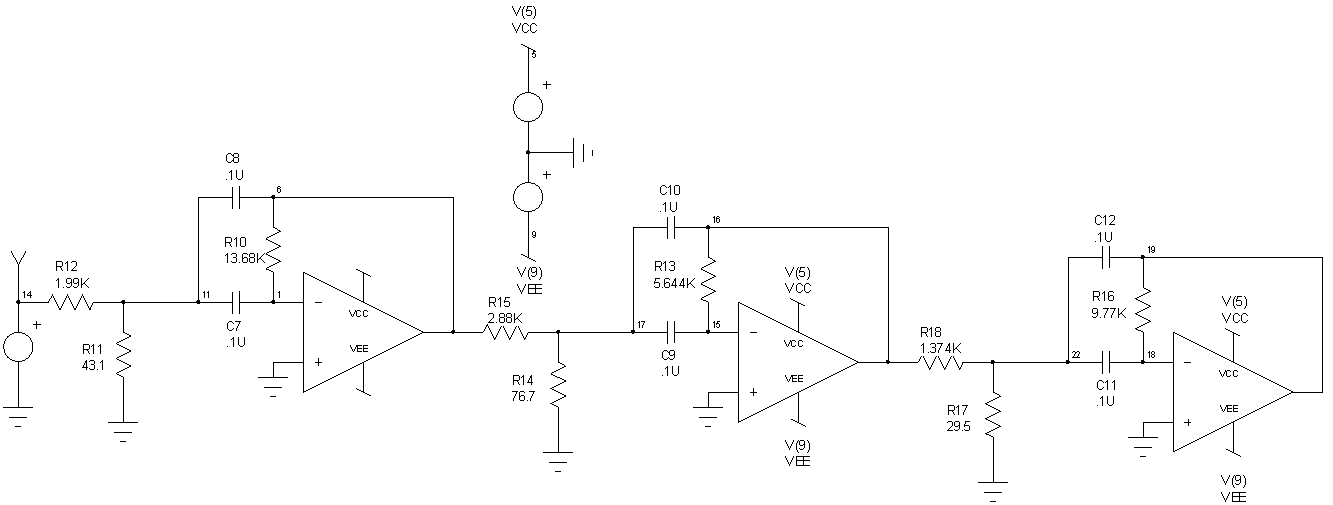 V(5)
VCC
5
+
+
9
V(9)
VEE
C8
.1U
6
R10
13.68K
R12
1.99K
14
11
C7
.1U
1
−
+
VCC
VEE
+
R11
43.1
R15
2.88K
R14
76.7
C10
.1U
16
R13
5.644K
17
C9
.1U
15
−
+
V(5)
VCC
VCC
VEE
V(9)
VEE
R18
1.374K
R17
29.5
C12
.1U
19
R16
9.77K
22
C11
.1U
18
−
+
V(5)
VCC
VCC
VEE
V(9)
VEE